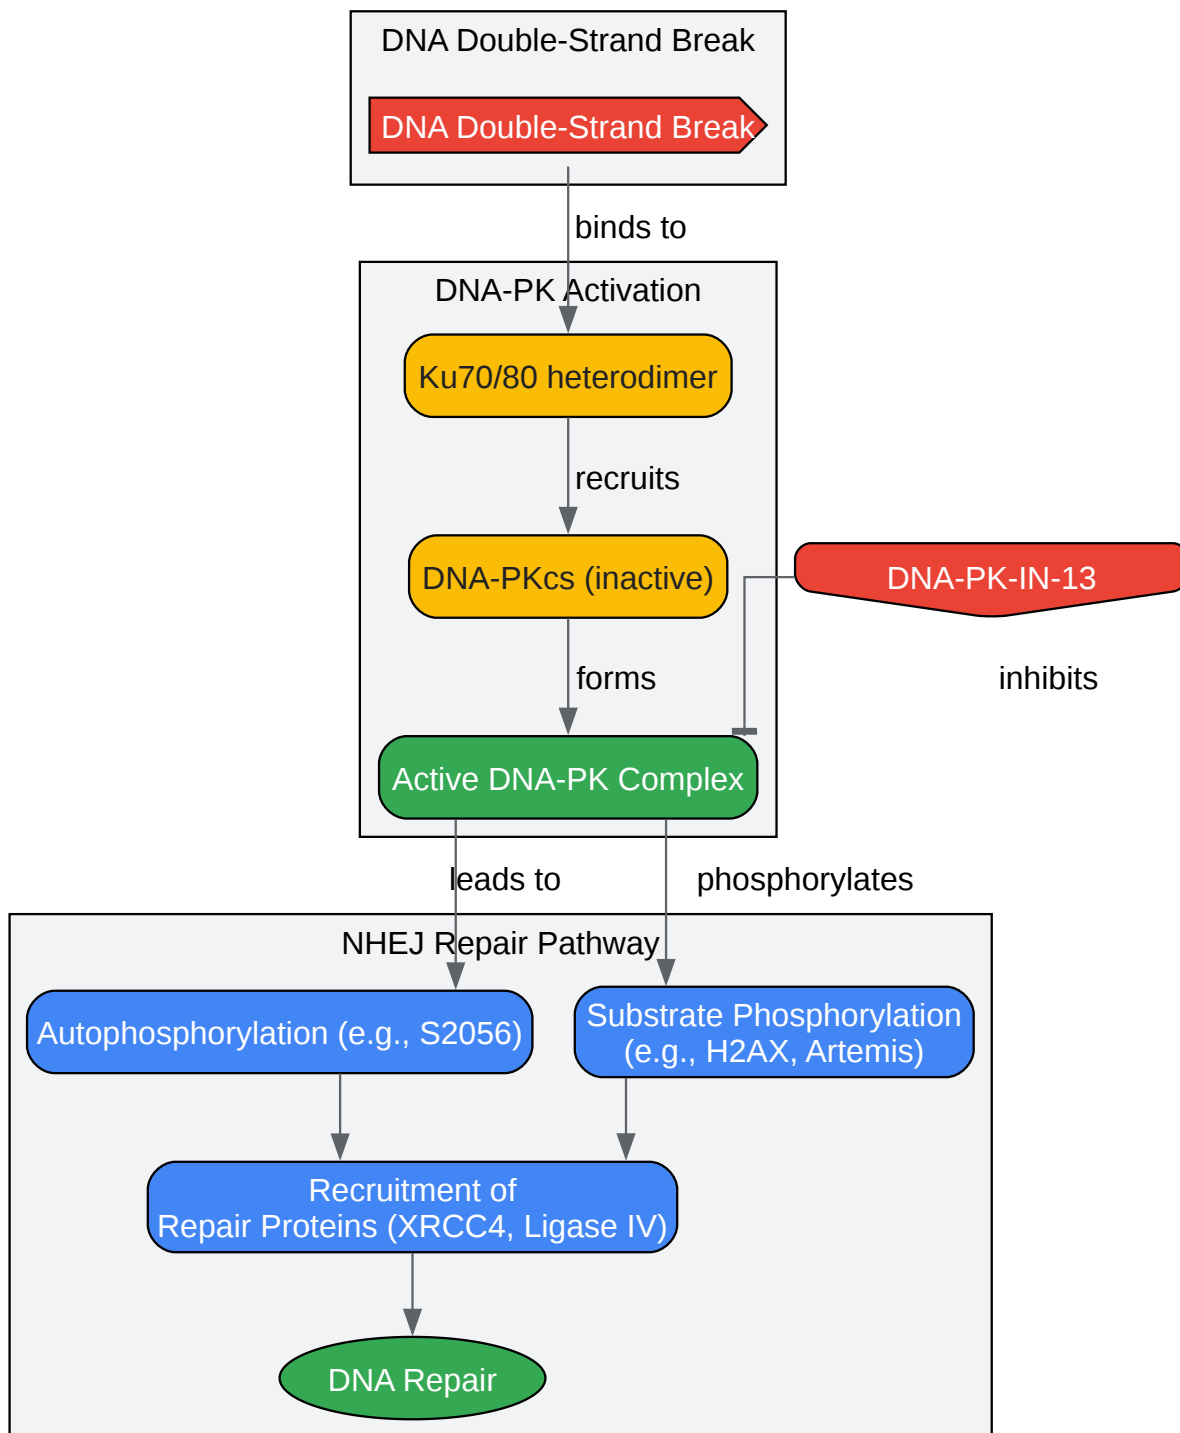 DNA Double-Strand Break
DNA Double-Strand Break
binds to
DNA-PK Activation
Ku70/80 heterodimer
recruits
DNA-PKcs (inactive)
DNA-PK-IN-13
forms
inhibits
Active DNA-PK Complex
leads to
phosphorylates
NHEJ Repair Pathway
Autophosphorylation (e.g., S2056)
Substrate Phosphorylation
(e.g., H2AX, Artemis)
Recruitment of
Repair Proteins (XRCC4, Ligase IV)
DNA Repair